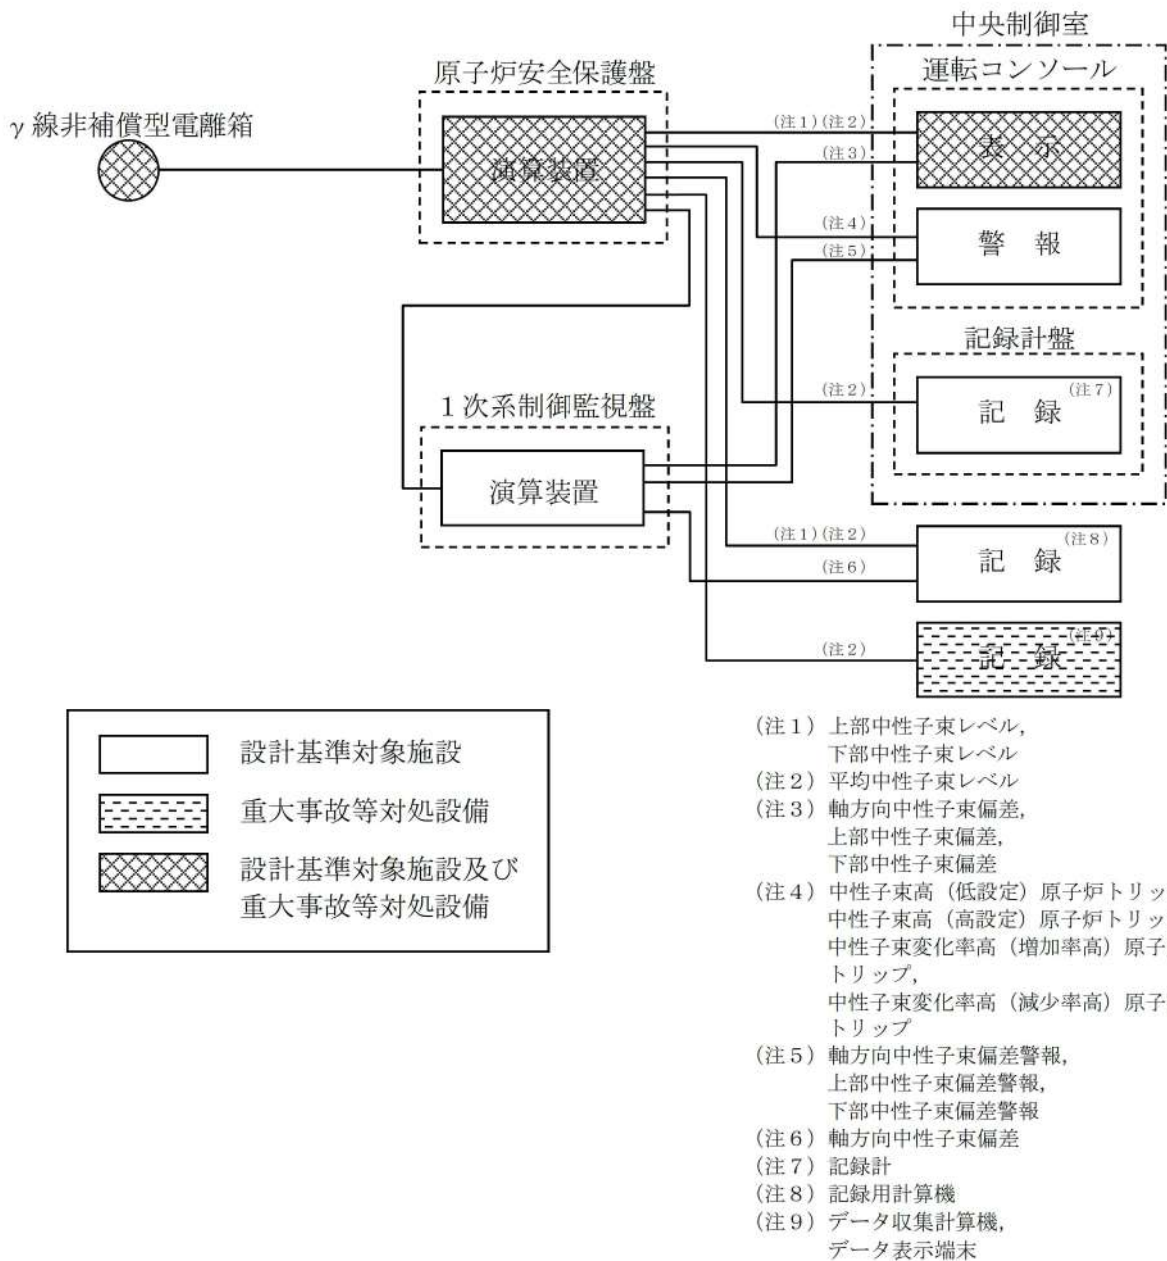 中央制御室
原子炉安全保護盤
運転コンソール
γ線非補償型電離箱
演算装置
(注1)(注2)
表 示
(注3)
(注4)
警 報
(注5)
記録計盤
1次系制御監視盤
(注2)
記 録
(注7)
演算装置
(注1)(注2)
記 録
(注8)
(注6)
(注2)
記 録
(注9)
設計基準対象施設
重大事故等対処設備
設計基準対象施設及び
重大事故等対処設備
(注1) 上部中性子束レベル,
下部中性子束レベル
(注2) 平均中性子束レベル
(注3) 軸方向中性子束偏差,
上部中性子束偏差,
下部中性子束偏差
(注4) 中性子束高(低設定)原子炉トリッ
中性子束高(高設定)原子炉トリッ
中性子束変化率高(増加率高)原子
トリップ,
中性子束変化率高(減少率高)原子
トリップ
(注5) 軸方向中性子束偏差警報,
上部中性子束偏差警報,
下部中性子束偏差警報
(注6) 軸方向中性子束偏差
(注7) 記録計
(注8) 記録用計算機
(注9) データ収集計算機,
データ表示端末